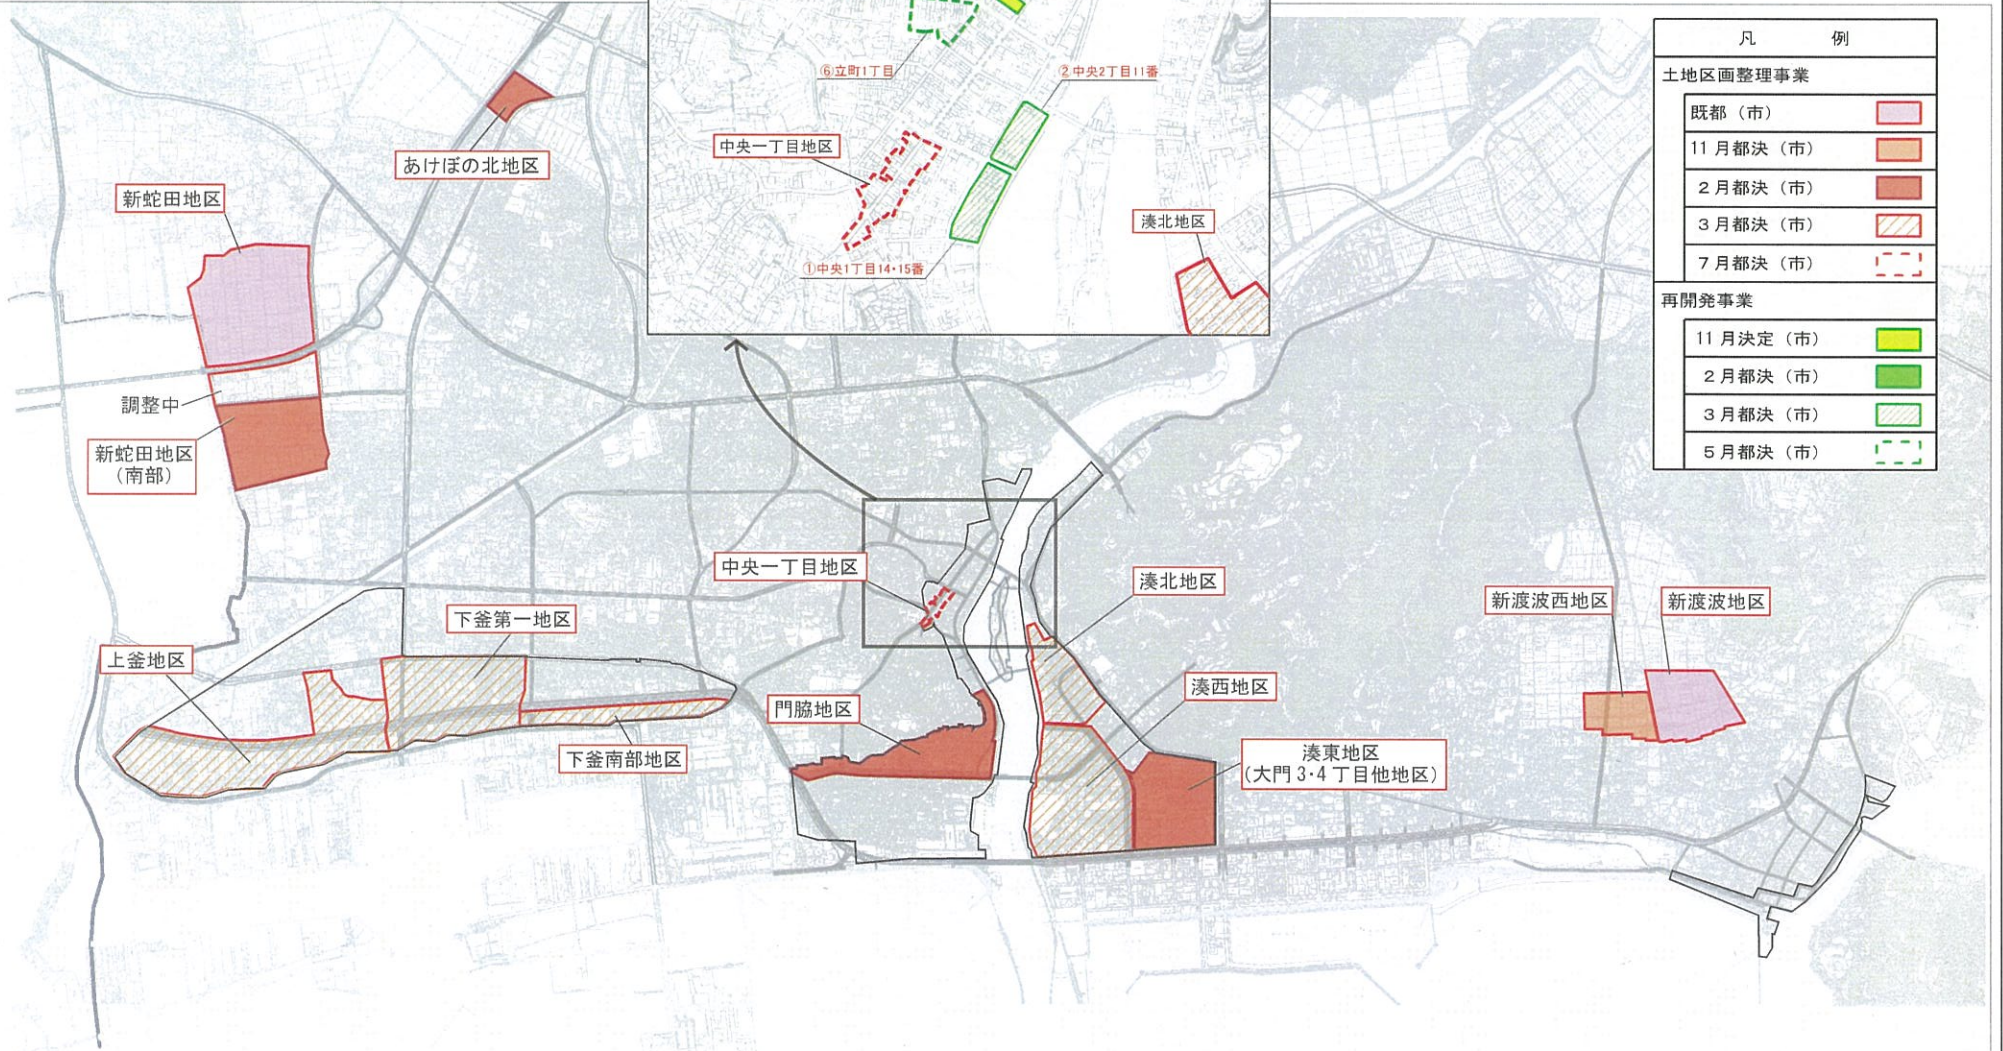 ⑥立町1丁目
②中央2丁目11番
中央一丁目地区
①中央1丁目14・15番
湊北地区
凡 例
土地区画整理事業
既都（市）
11月都決（市）
2月都決（市）
3月都決（市）
7月都決（市）
再開発事業
11月決定（市）
2月都決（市）
3月都決（市）
5月都決（市）
あけぼの北地区
新蛇田地区
調整中
新蛇田地区
（南部）
中央一丁目地区
湊北地区
新渡波西地区
新渡波地区
下釜第一地区
上釜地区
門脇地区
湊西地区
下釜南部地区
湊東地区
（大門3・4丁目他地区）